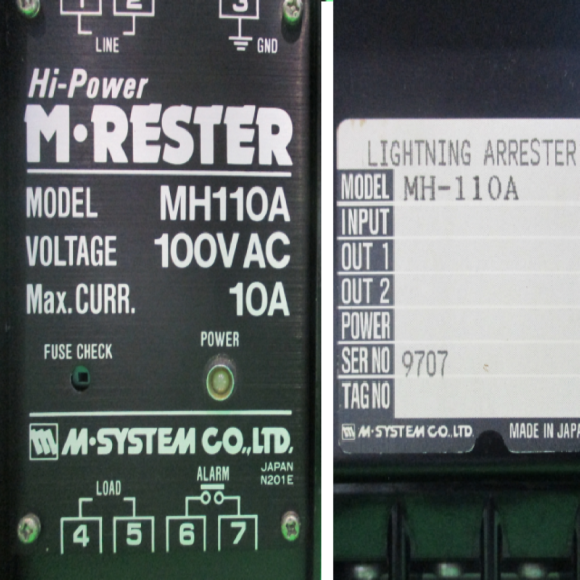 1 2 3
LINE GND
Hi-Power
M·RESTER
MODEL MH110A
VOLTAGE 100V AC
Max. CURR. 10A
FUSE CHECK POWER
M·SYSTEM CO.,LTD.
JAPAN
N201E
LOAD ALARM
4 5 6 7
LIGHTNING ARRESTER
MODEL MH-110A
INPUT
OUT 1
OUT 2
POWER
SER NO 9707
TAG NO
M·SYSTEM CO.,LTD. MADE IN JAPA